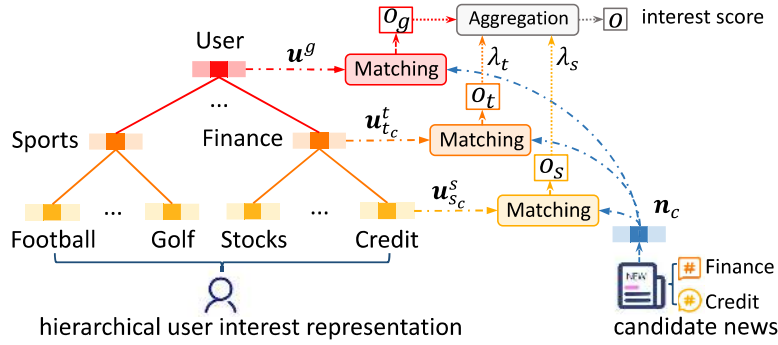 User
u^g
Matching
o_g
Aggregation
o
interest score
λ_t
λ_s
...
Sports
Finance
u^t_{t_c}
Matching
o_t
o_s
...
...
u^s_{s_c}
Matching
n_c
Football
Golf
Stocks
Credit
NEW
# Finance
# Credit
hierarchical user interest representation
candidate news